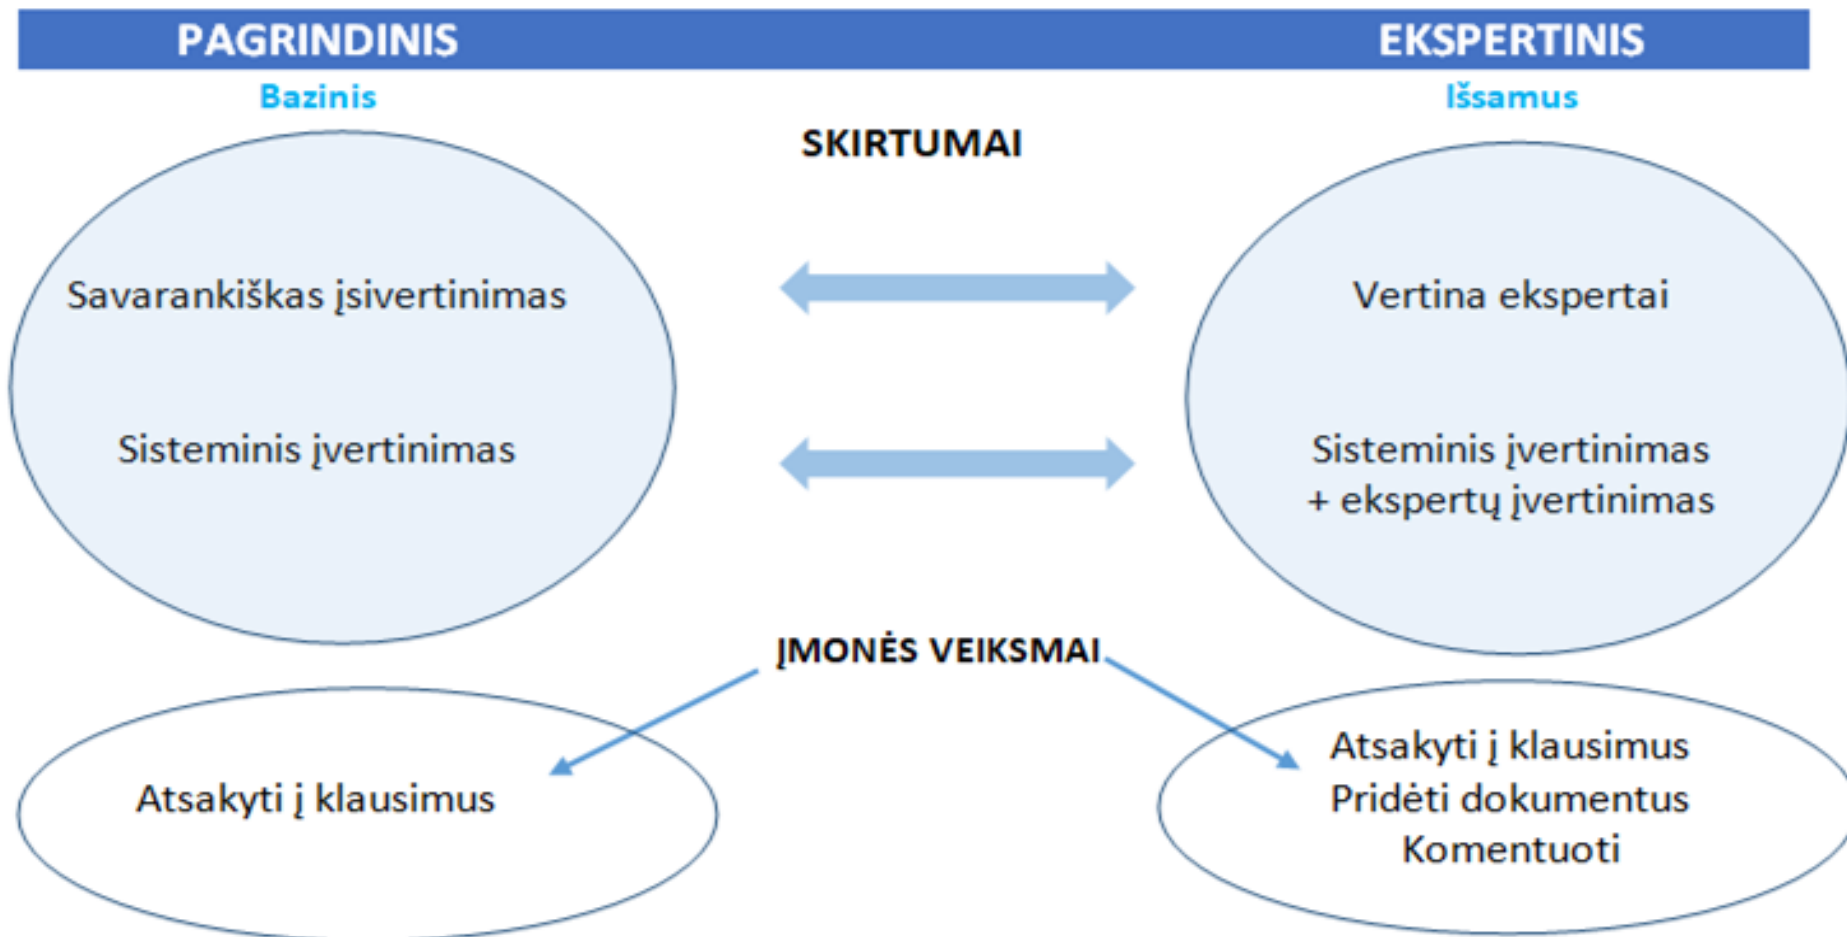 PAGRINDINIS
EKSPERTINIS
Bazinis
Išsamus
SKIRTUMAI
Savarankiškas įsivertinimas
Vertina ekspertai
Sisteminis įvertinimas
Sisteminis įvertinimas
+ ekspertų įvertinimas
ĮMONĖS VEIKSMAI
Atsakyti į klausimus
Atsakyti į klausimus
Pridėti dokumentus
Komentuoti